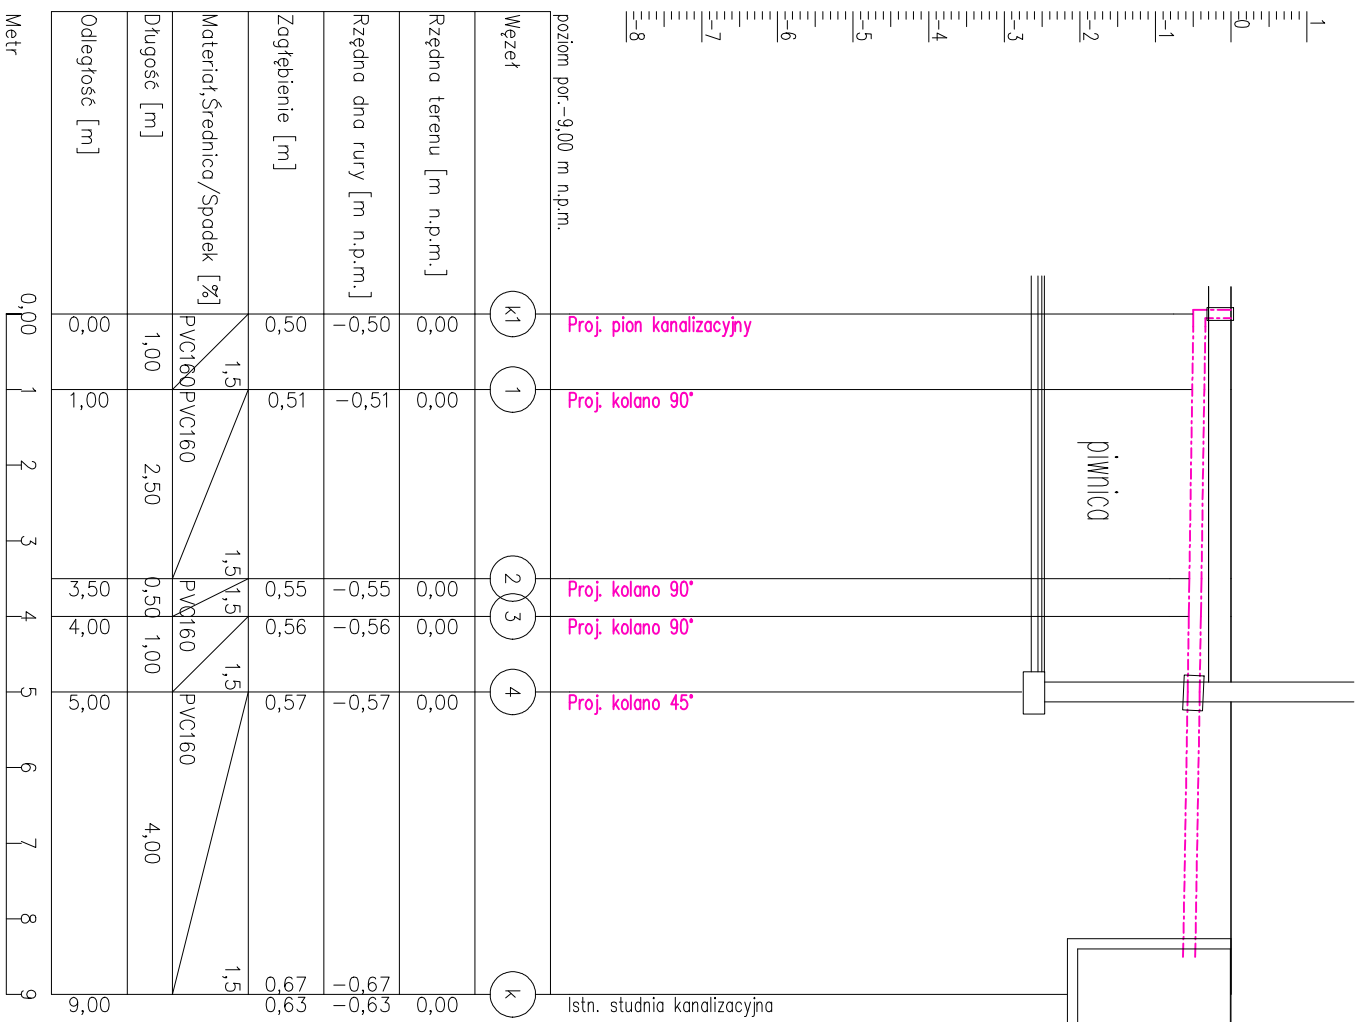 1
0
-1
-2
-3
-4
-5
-6
-7
-8
piwnica
poziom por.-9,00 m n.p.m.
Proj. pion kanalizacyjny
Proj. kolano 90°
Proj. kolano 90°
Proj. kolano 90°
Proj. kolano 45°
Istn. studnia kanalizacyjna
Węzeł k1 1 2 3 4 k
Rzędna terenu [m n.p.m.] 0,00 0,00 0,00 0,00 0,00 0,00
Rzędna dna rury [m n.p.m.] -0,50 -0,51 -0,55 -0,56 -0,57 -0,67 -0,63
Zagłębienie [m] 0,50 0,51 0,55 0,56 0,57 0,67 0,63
Materiał,Średnica/Spadek [%] 1,5 1,5 1,5 1,5 1,5
PVC160 PVC160 PVC160 PVC160
Długość [m] 1,00 2,50 0,50 1,00 4,00
Odległość [m] 0,00 1,00 3,50 4,00 5,00 9,00
Metr 0,00 1 2 3 4 5 6 7 8 9